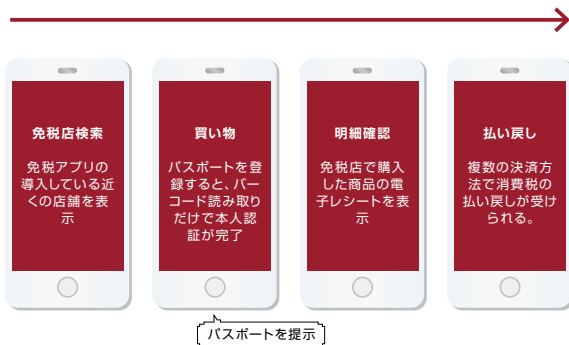 免税店検索
免税アプリの
導入している近
くの店舗を表
示
買い物
パスポートを登
録すると、バー
コード読み取り
だけで本人認
証が完了
明細確認
免税店で購入
した商品の電
子レシートを表
示
払い戻し
複数の決済方
法で消費税の
払い戻しが受け
られる。
パスポートを提示